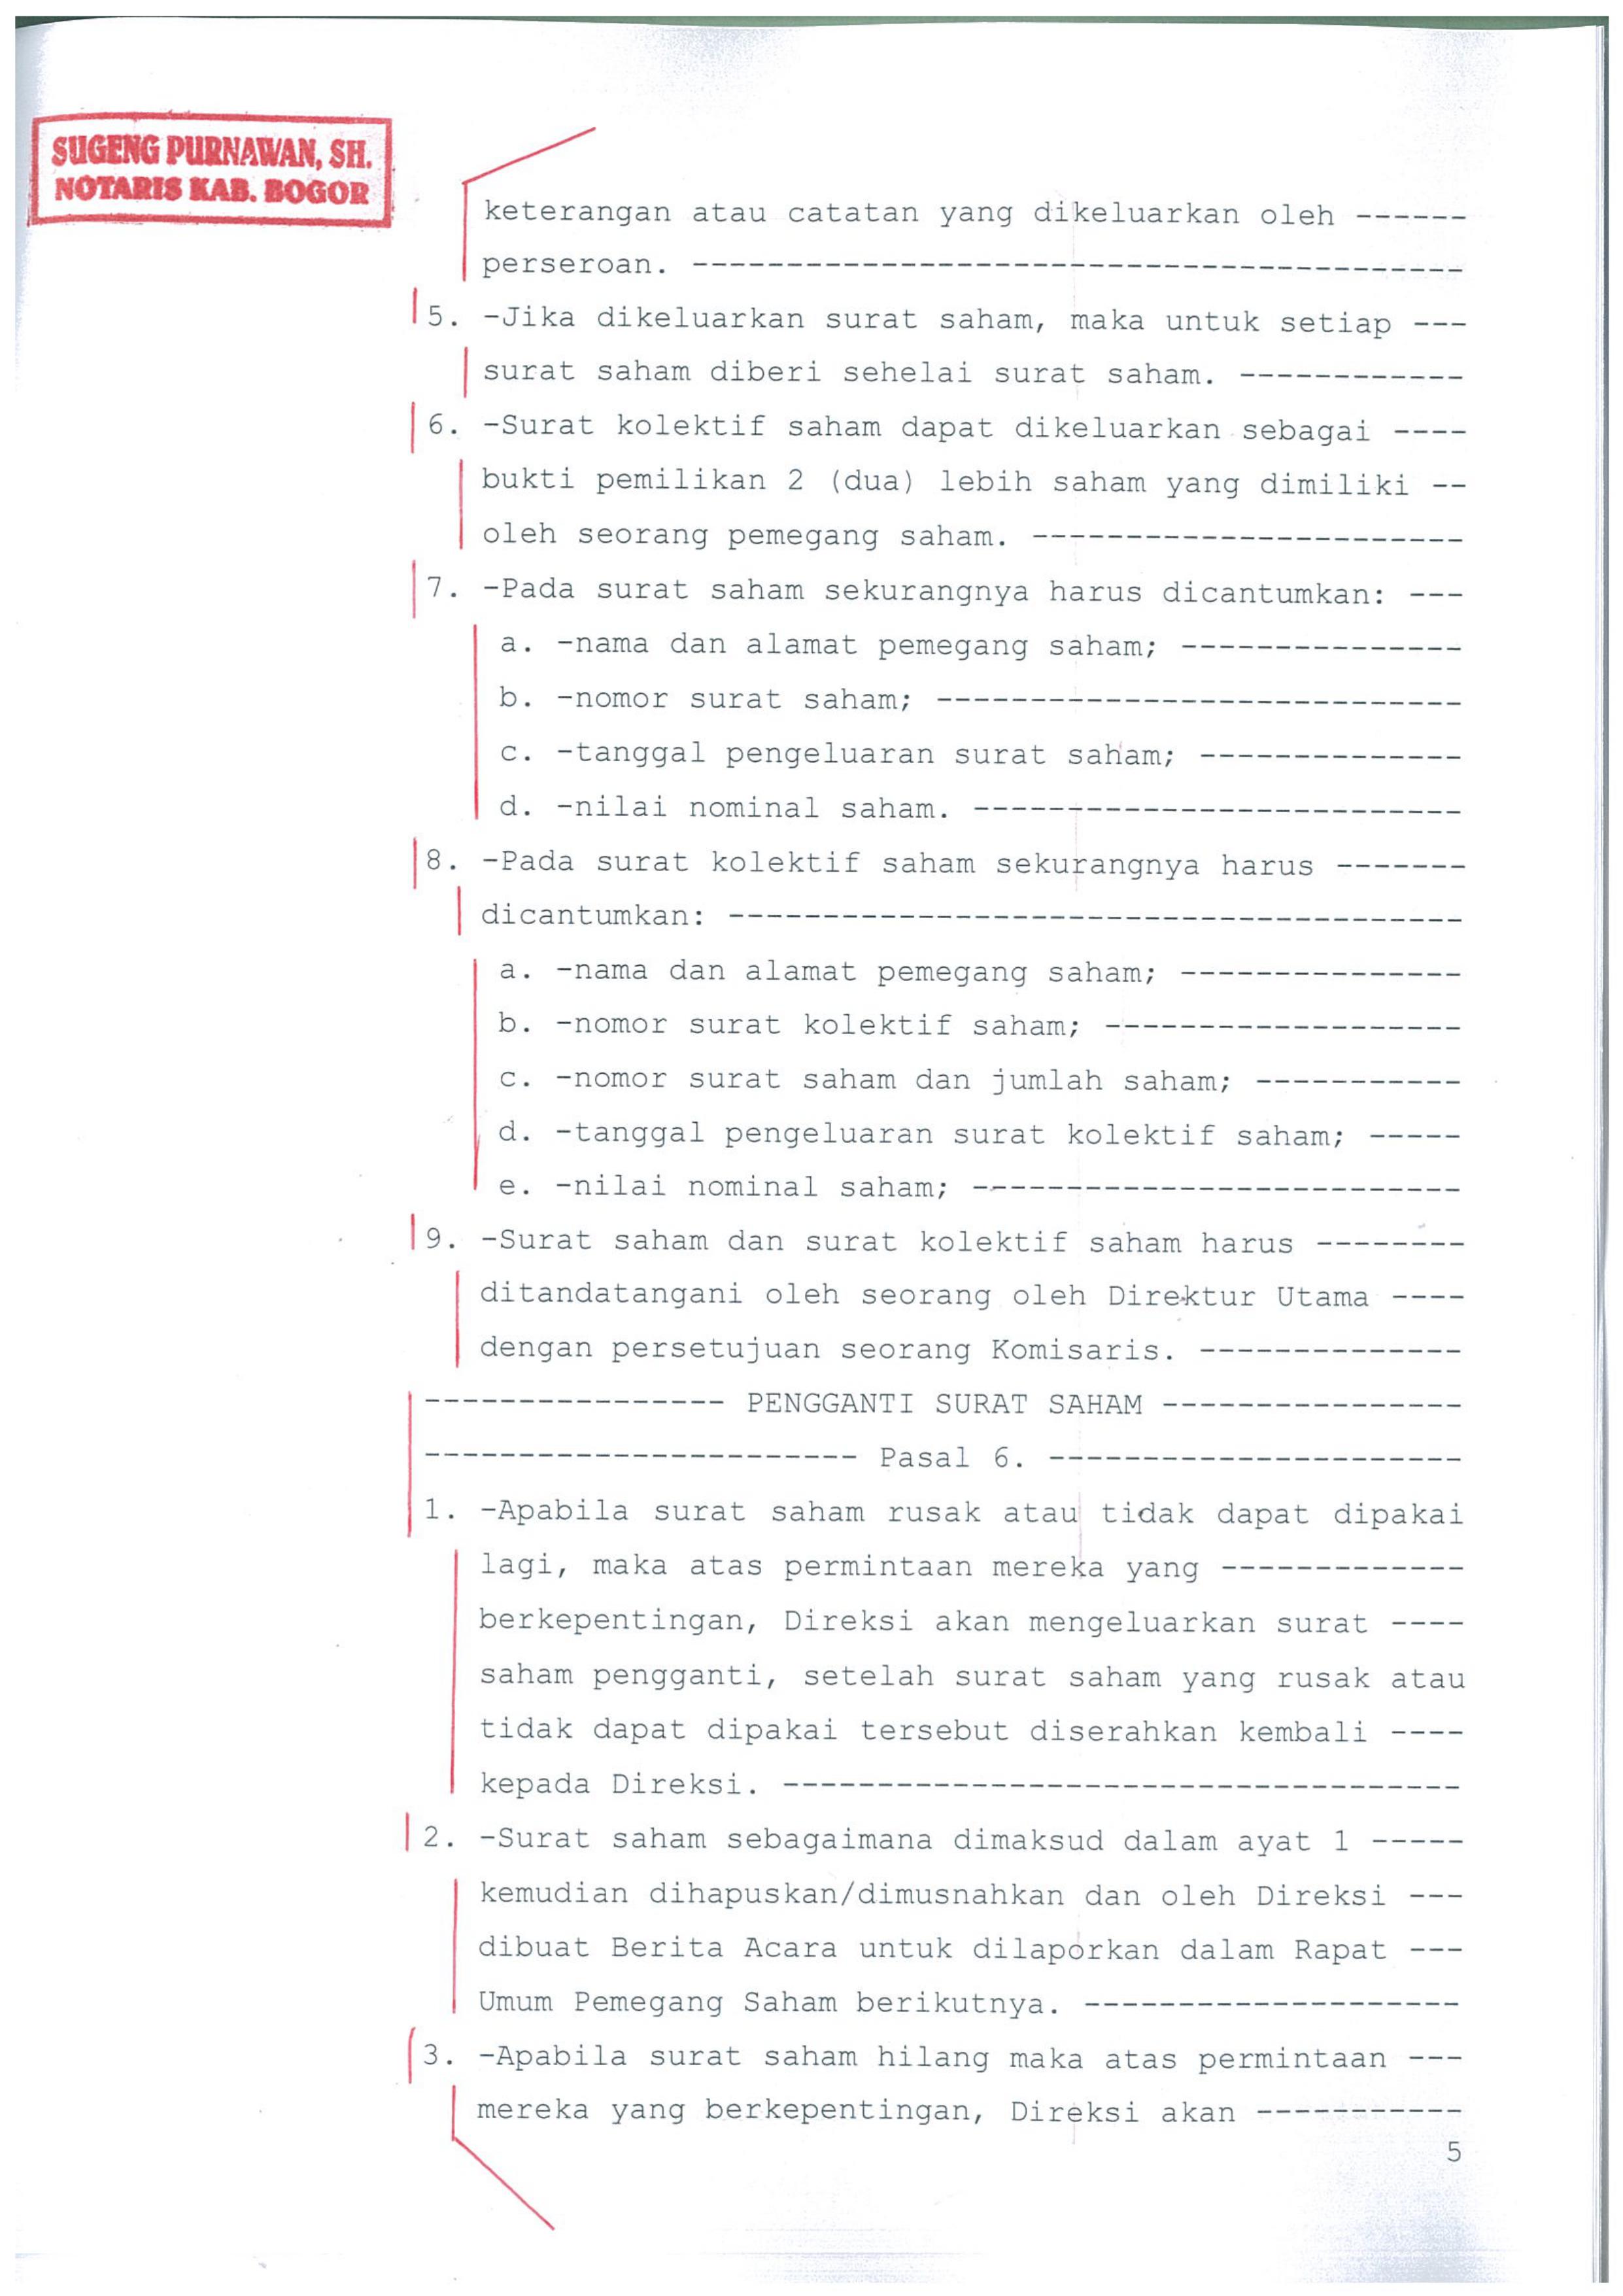 SUGENG PURNAWAN, SH.
NOTARIS KAB. BOGOR
keterangan atau catatan yang dikeluarkan oleh ------
perseroan. -----------------------------------------
5. -Jika dikeluarkan surat saham, maka untuk setiap ---
surat saham diberi sehelai surat saham. ------------
6. -Surat kolektif saham dapat dikeluarkan sebagai ----
bukti pemilikan 2 (dua) lebih saham yang dimiliki --
oleh seorang pemegang saham. -----------------------
7. -Pada surat saham sekurangnya harus dicantumkan: ---
a. -nama dan alamat pemegang saham; ---------------
b. -nomor surat saham; ----------------------------
c. -tanggal pengeluaran surat saham; --------------
d. -nilai nominal saham. --------------------------
8. -Pada surat kolektif saham sekurangnya harus -------
dicantumkan: ---------------------------------------
a. -nama dan alamat pemegang saham; ---------------
b. -nomor surat kolektif saham; -------------------
c. -nomor surat saham dan jumlah saham; -----------
d. -tanggal pengeluaran surat kolektif saham; -----
e. -nilai nominal saham; --------------------------
9. -Surat saham dan surat kolektif saham harus --------
ditandatangani oleh seorang oleh Direktur Utama ----
dengan persetujuan seorang Komisaris. --------------
---------------- PENGGANTI SURAT SAHAM ----------------
----------------------- Pasal 6. ----------------------
1. -Apabila surat saham rusak atau tidak dapat dipakai
lagi, maka atas permintaan mereka yang -------------
berkepentingan, Direksi akan mengeluarkan surat ----
saham pengganti, setelah surat saham yang rusak atau
tidak dapat dipakai tersebut diserahkan kembali ----
kepada Direksi. ------------------------------------
2. -Surat saham sebagaimana dimaksud dalam ayat 1 -----
kemudian dihapuskan/dimusnahkan dan oleh Direksi ---
dibuat Berita Acara untuk dilaporkan dalam Rapat ---
Umum Pemegang Saham berikutnya. --------------------
3. -Apabila surat saham hilang maka atas permintaan ---
mereka yang berkepentingan, Direksi akan -----------
5